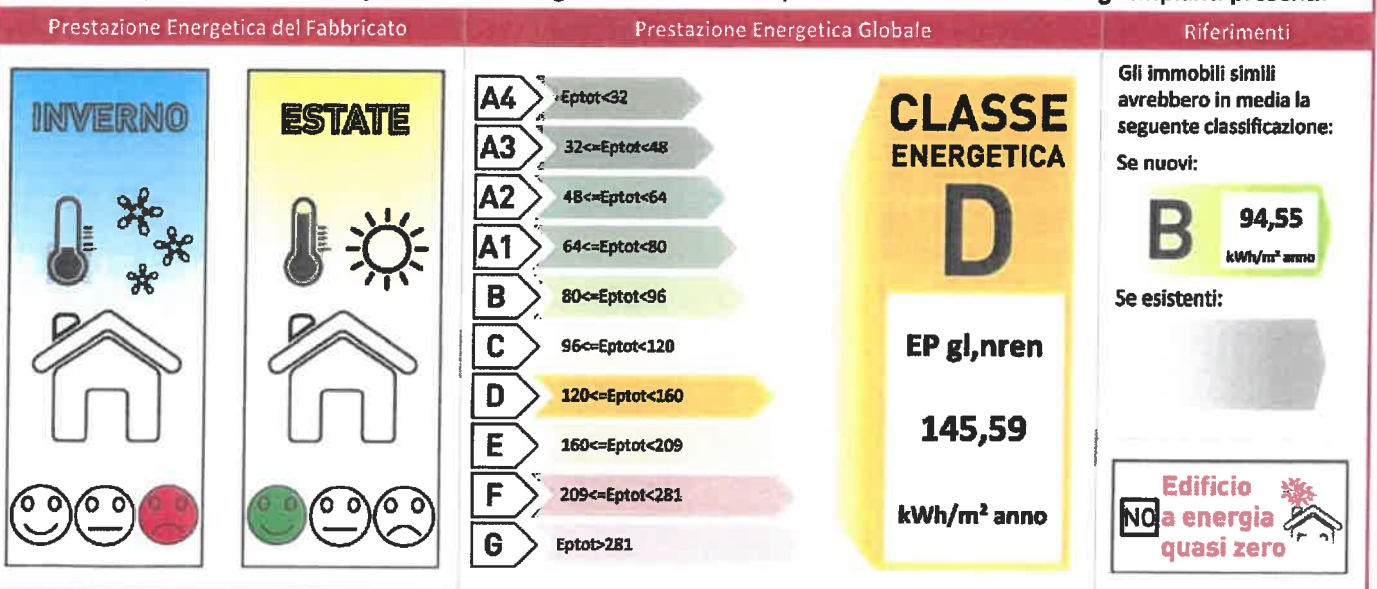 Prestazione Energetica del Fabbricato
Prestazione Energetica Globale
Riferimenti
INVERNO
ESTATE
A4 Eptot<32
A3 32<=Eptot<48
A2 48<=Eptot<64
A1 64<=Eptot<80
B 80<=Eptot<96
C 96<=Eptot<120
D 120<=Eptot<160
E 160<=Eptot<209
F 209<=Eptot<281
G Eptot>281
CLASSE
ENERGETICA
D
EP gl,nren
145,59
kWh/m² anno
Gli immobili simili
avrebbero in media la
seguente classificazione:
Se nuovi:
B 94,55
kWh/m² anno
Se esistenti:
Edificio
NO a energia
quasi zero